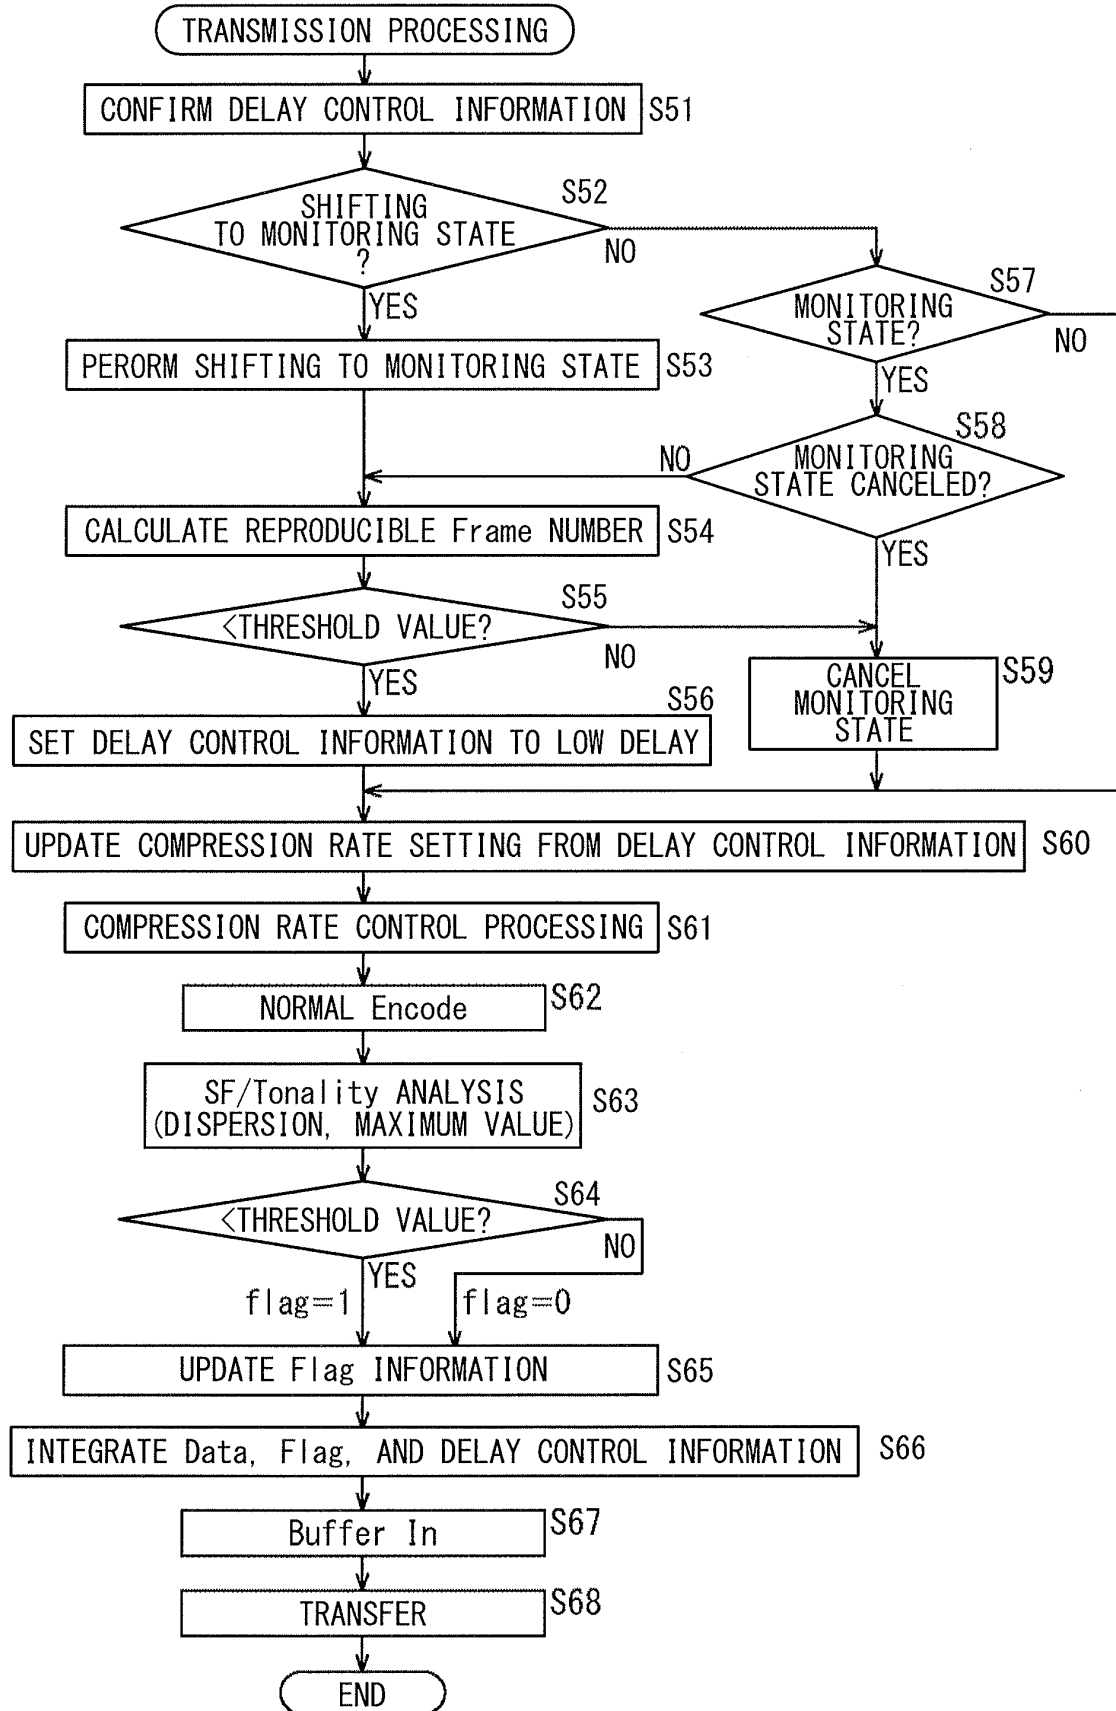 TRANSMISSION PROCESSING
CONFIRM DELAY CONTROL INFORMATION
S51
S52
SHIFTING
TO MONITORING STATE
?
NO
YES
S57
MONITORING
STATE?
NO
YES
PERORM SHIFTING TO MONITORING STATE
S53
S58
MONITORING
STATE CANCELED?
NO
YES
CALCULATE REPRODUCIBLE Frame NUMBER
S54
S55
<THRESHOLD VALUE?
NO
YES
S59
CANCEL
MONITORING
STATE
S56
SET DELAY CONTROL INFORMATION TO LOW DELAY
UPDATE COMPRESSION RATE SETTING FROM DELAY CONTROL INFORMATION
S60
COMPRESSION RATE CONTROL PROCESSING
S61
NORMAL Encode
S62
SF/Tonality ANALYSIS
(DISPERSION, MAXIMUM VALUE)
S63
S64
<THRESHOLD VALUE?
NO
YES
flag=1
flag=0
UPDATE Flag INFORMATION
S65
INTEGRATE Data, Flag, AND DELAY CONTROL INFORMATION
S66
Buffer In
S67
TRANSFER
S68
END